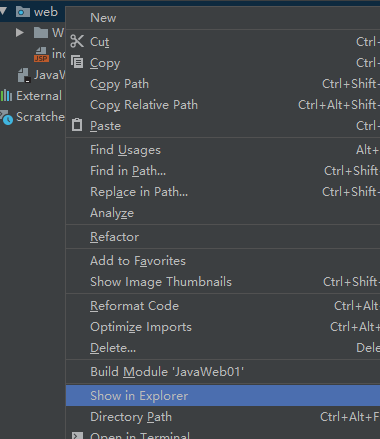 web
New
W
Cut Ctrl+
inc
JSP
Copy Ctrl+
JavaW
Copy Path Ctrl+Shift+
External
Copy Relative Path Ctrl+Alt+Shift+
Scratche
Paste Ctrl+
Find Usages Alt+
Find in Path... Ctrl+Shift+
Replace in Path... Ctrl+Shift+
Analyze
Refactor
Add to Favorites
Show Image Thumbnails Ctrl+Shift+
Reformat Code Ctrl+Alt
Optimize Imports Ctrl+Alt+
Delete... Dele
Build Module 'JavaWeb01'
Show in Explorer
Directory Path Ctrl+Alt+F
Open in Terminal